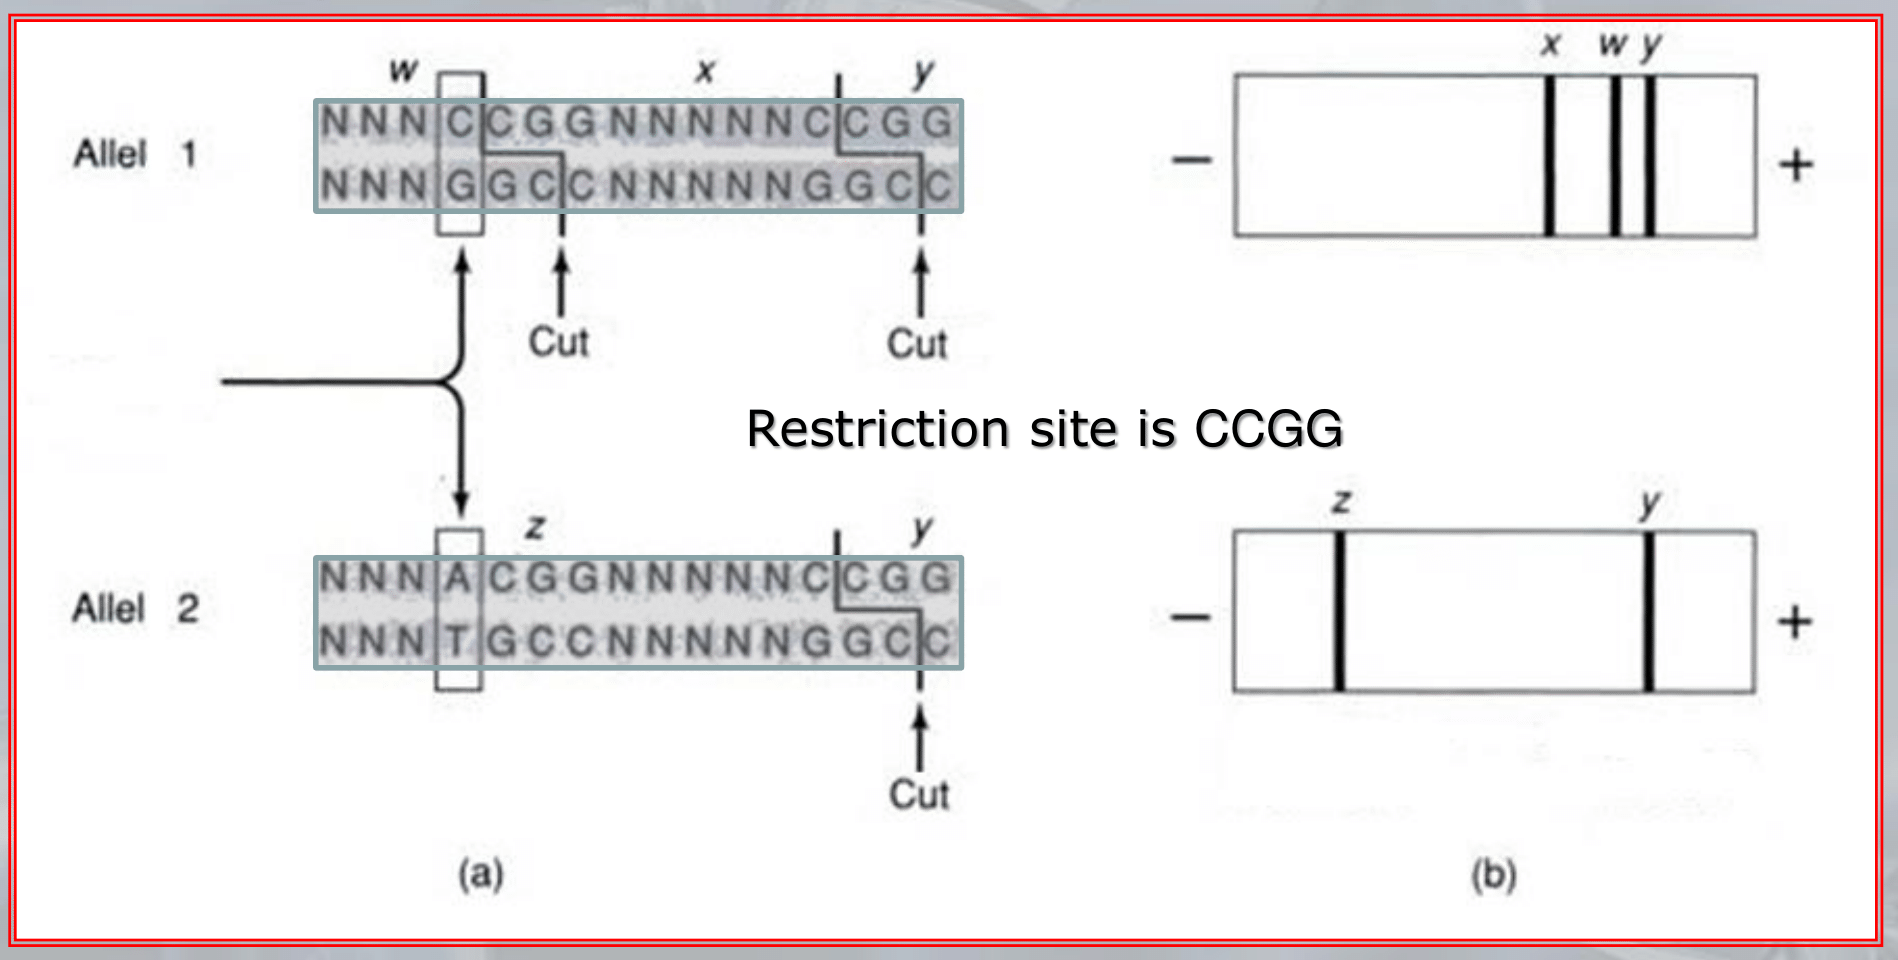 w x y
NNNCCGGNNNNNCCGG
Allel 1
NNNGGCCNNNNNGGCC
Cut Cut
x w y
− +
Restriction site is CCGG
z y
NNNACGGNNNNNCCGG
Allel 2
NNNTGCCNNNNNGGCC
Cut
z y
− +
(a) (b)